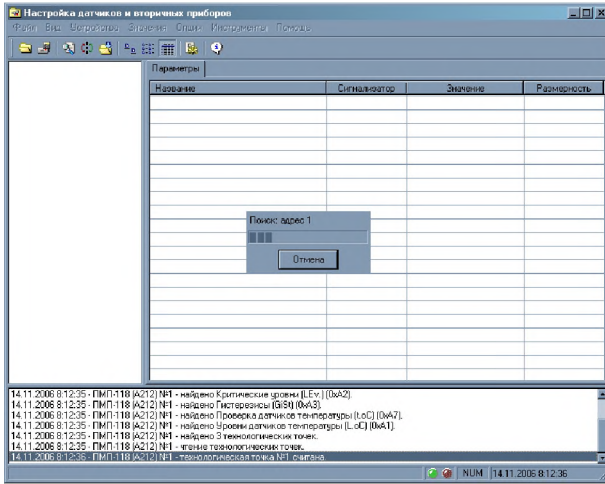 Настройка датчиков и вторичных приборов
Файл Вид Устройства Значения Опции Инструменты Помощь
Параметры
Название Сигнализатор Значение Размерность
Поиск: адрес 1
Отмена
14.11.2006 8:12:35 - ПМП-118 (A212) №1 - найдено Критические уровни (LEv.) (0xA2).
14.11.2006 8:12:35 - ПМП-118 (A212) №1 - найдено Гистерезисы (GiSt) (0xA3).
14.11.2006 8:12:35 - ПМП-118 (A212) №1 - найдено Проверка датчиков температуры (t.oC) (0xA7).
14.11.2006 8:12:35 - ПМП-118 (A212) №1 - найдено Уровни датчиков температуры (L.oC) (0xA1).
14.11.2006 8:12:35 - ПМП-118 (A212) №1 - найдено 3 технологических точек.
14.11.2006 8:12:35 - ПМП-118 (A212) №1 - чтение технологических точек.
14.11.2006 8:12:36 - ПМП-118 (A212) №1 - технологическая точка №1 считана.
NUM 14.11.2006 8:12:36